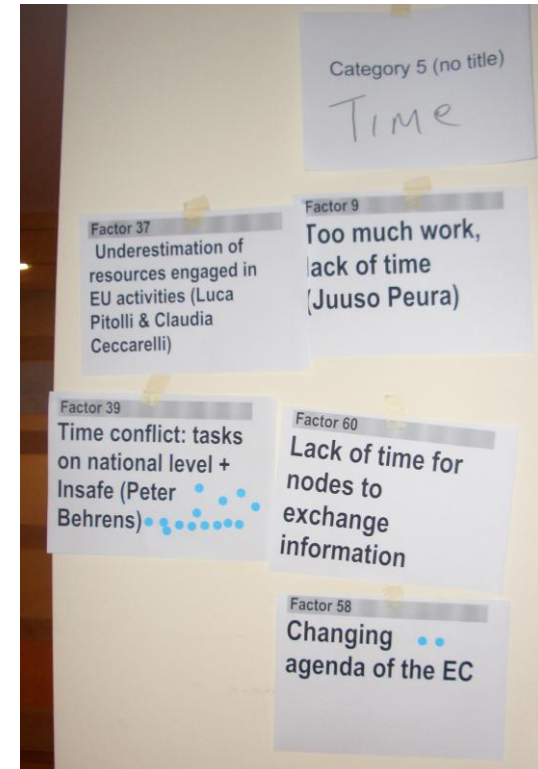 Category 5 (no title)
TIME
Factor 37
Underestimation of
resources engaged in
EU activities (Luca
Pitolli & Claudia
Ceccarelli)
Factor 9
Too much work,
lack of time
(Juuso Peura)
Factor 39
Time conflict: tasks
on national level +
Insafe (Peter
Behrens)
Factor 60
Lack of time for
nodes to
exchange
information
Factor 58
Changing
agenda of the EC